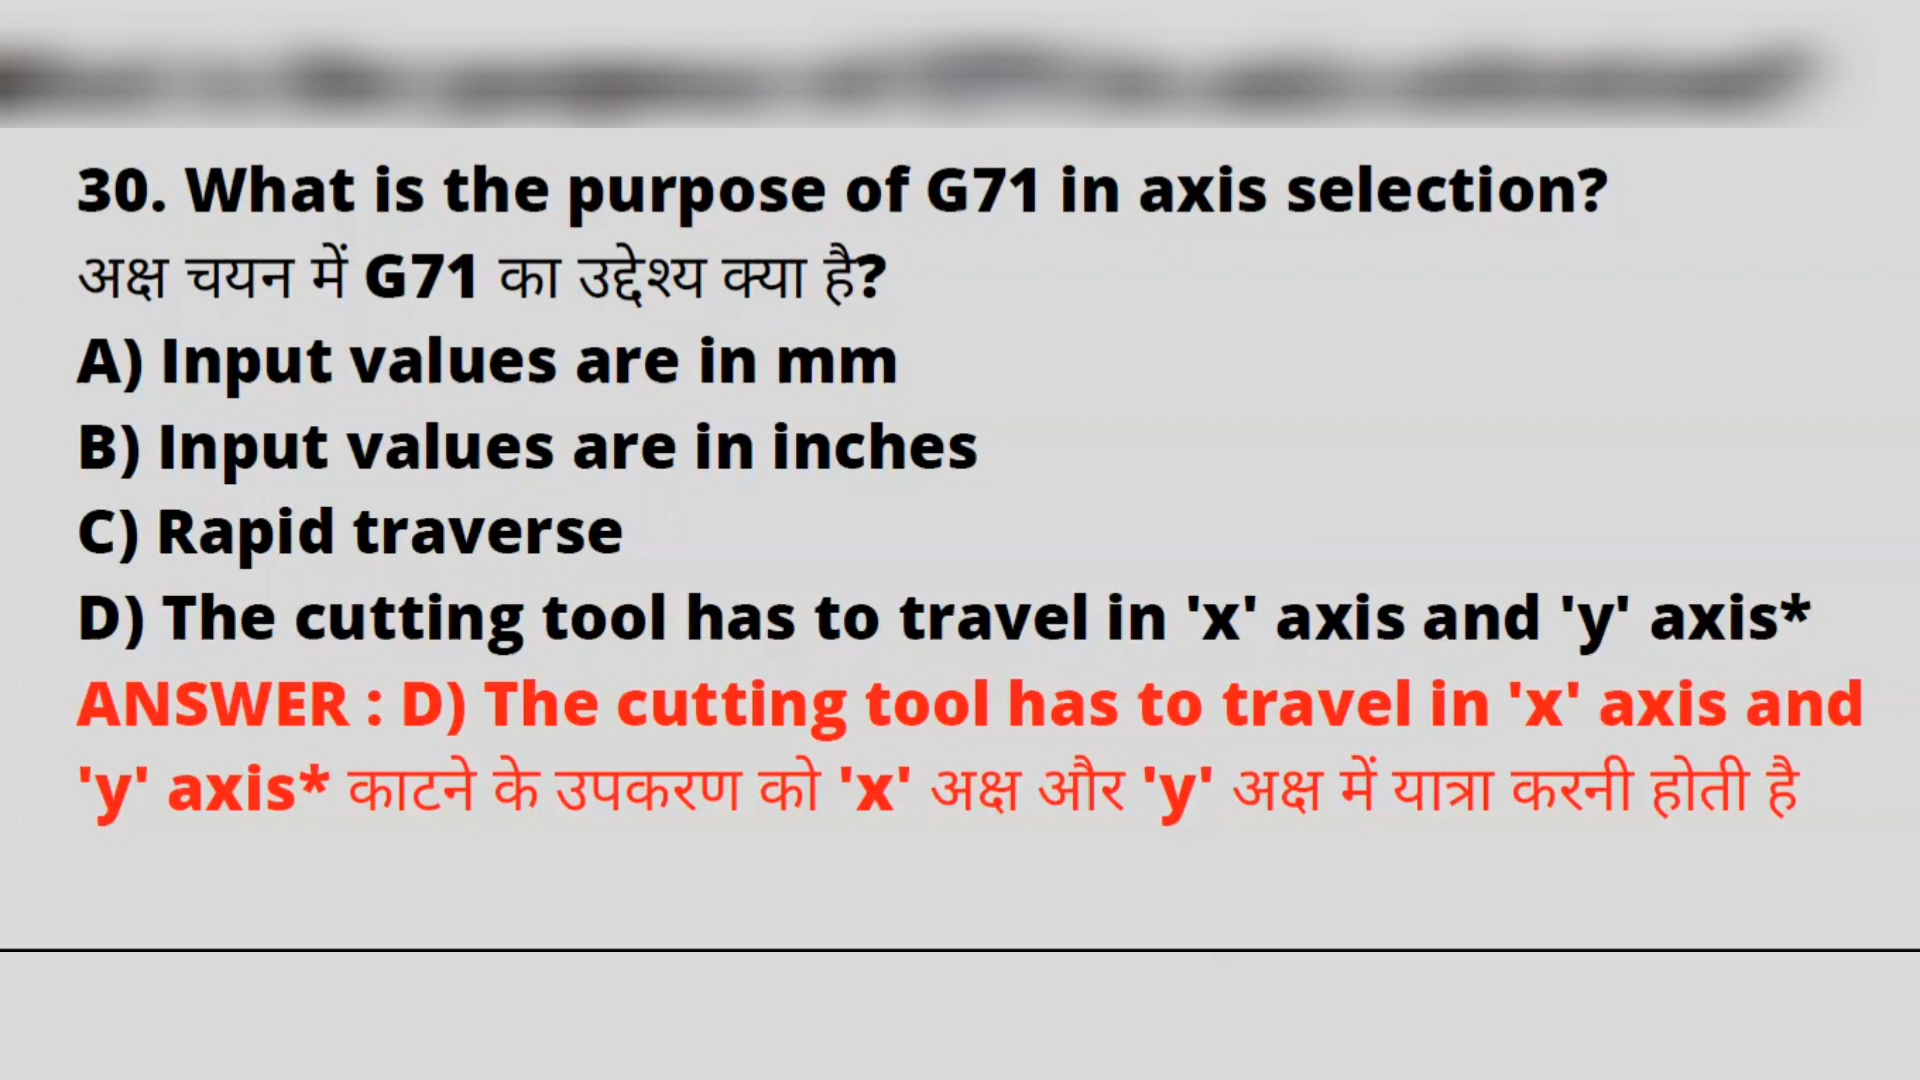 30. What is the purpose of G71 in axis selection?
अक्ष चयन में G71 का उद्देश्य क्या है?
A) Input values are in mm
B) Input values are in inches
C) Rapid traverse
D) The cutting tool has to travel in 'x' axis and 'y' axis*
ANSWER : D) The cutting tool has to travel in 'x' axis and
'y' axis* काटने के उपकरण को 'x' अक्ष और 'y' अक्ष में यात्रा करनी होती है